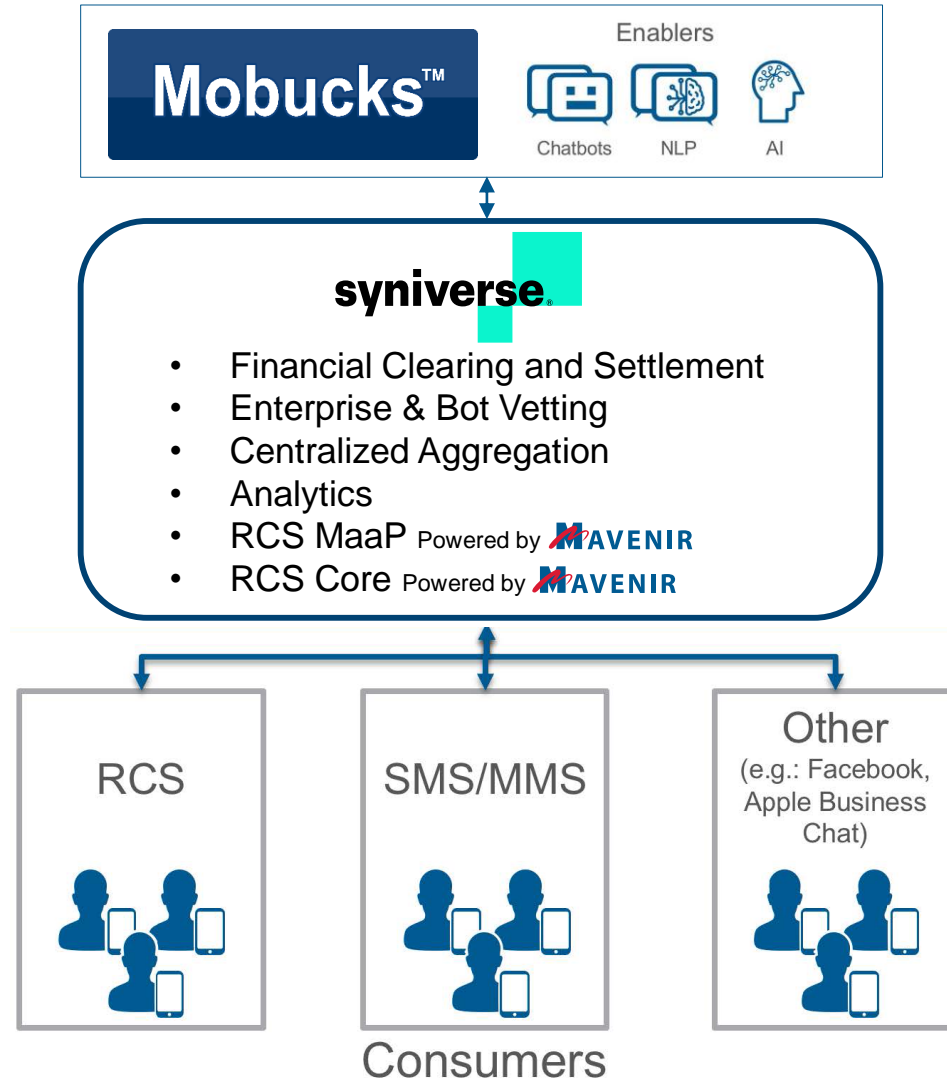 Mobucks™
Enablers
Chatbots
NLP
AI
syniverse®
• Financial Clearing and Settlement
• Enterprise & Bot Vetting
• Centralized Aggregation
• Analytics
• RCS MaaP Powered by MAVENIR
• RCS Core Powered by MAVENIR
RCS
SMS/MMS
Other
(e.g.: Facebook,
Apple Business
Chat)
Consumers